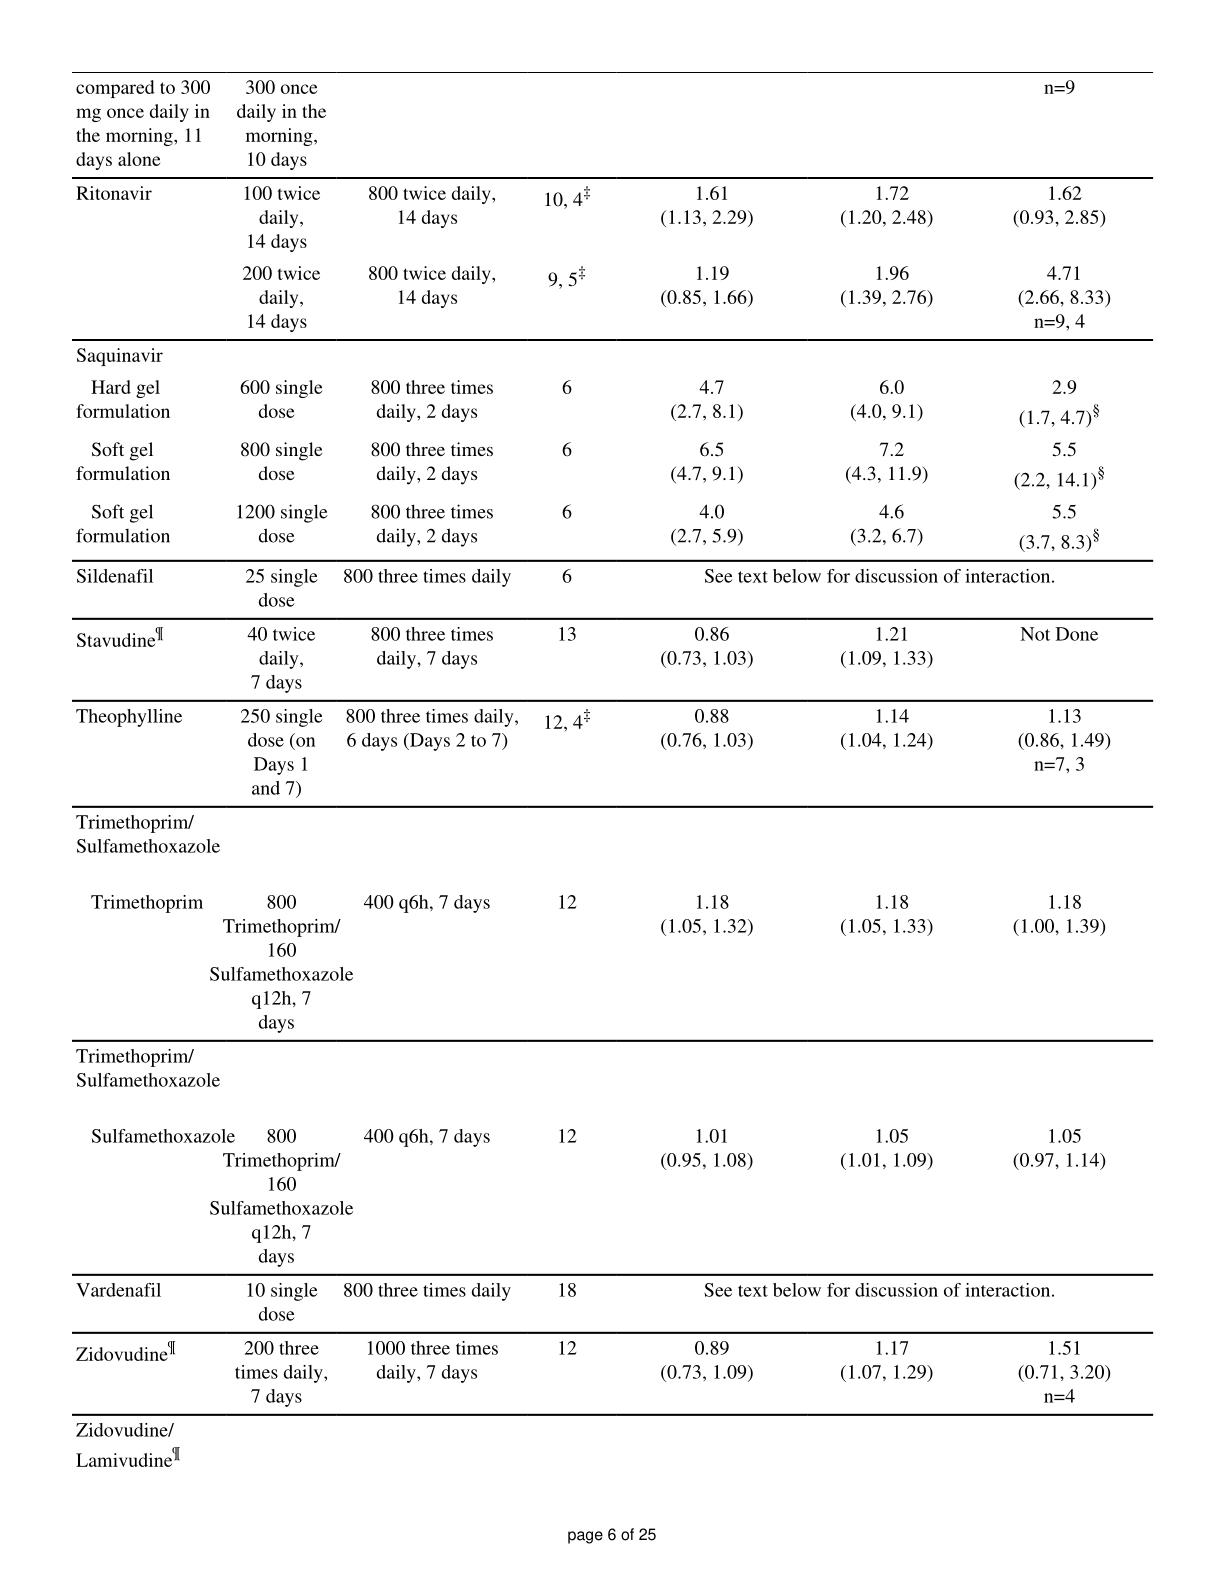 compared to 300 300 once n=9
mg once daily in daily in the
the morning, 11 morning,
days alone 10 days
Ritonavir 100 twice 800 twice daily, 10, 4‡ 1.61 1.72 1.62
daily, 14 days (1.13, 2.29) (1.20, 2.48) (0.93, 2.85)
14 days
200 twice 800 twice daily, 9, 5‡ 1.19 1.96 4.71
daily, 14 days (0.85, 1.66) (1.39, 2.76) (2.66, 8.33)
14 days n=9, 4
Saquinavir
Hard gel 600 single 800 three times 6 4.7 6.0 2.9
formulation dose daily, 2 days (2.7, 8.1) (4.0, 9.1) (1.7, 4.7)§
Soft gel 800 single 800 three times 6 6.5 7.2 5.5
formulation dose daily, 2 days (4.7, 9.1) (4.3, 11.9) (2.2, 14.1)§
Soft gel 1200 single 800 three times 6 4.0 4.6 5.5
formulation dose daily, 2 days (2.7, 5.9) (3.2, 6.7) (3.7, 8.3)§
Sildenafil 25 single 800 three times daily 6 See text below for discussion of interaction.
dose
Stavudine¶ 40 twice 800 three times 13 0.86 1.21 Not Done
daily, daily, 7 days (0.73, 1.03) (1.09, 1.33)
7 days
Theophylline 250 single 800 three times daily, 12, 4‡ 0.88 1.14 1.13
dose (on 6 days (Days 2 to 7) (0.76, 1.03) (1.04, 1.24) (0.86, 1.49)
Days 1 n=7, 3
and 7)
Trimethoprim/
Sulfamethoxazole
Trimethoprim 800 400 q6h, 7 days 12 1.18 1.18 1.18
Trimethoprim/ (1.05, 1.32) (1.05, 1.33) (1.00, 1.39)
160
Sulfamethoxazole
q12h, 7
days
Trimethoprim/
Sulfamethoxazole
Sulfamethoxazole 800 400 q6h, 7 days 12 1.01 1.05 1.05
Trimethoprim/ (0.95, 1.08) (1.01, 1.09) (0.97, 1.14)
160
Sulfamethoxazole
q12h, 7
days
Vardenafil 10 single 800 three times daily 18 See text below for discussion of interaction.
dose
Zidovudine¶ 200 three 1000 three times 12 0.89 1.17 1.51
times daily, daily, 7 days (0.73, 1.09) (1.07, 1.29) (0.71, 3.20)
7 days n=4
Zidovudine/
Lamivudine¶
page 6 of 25